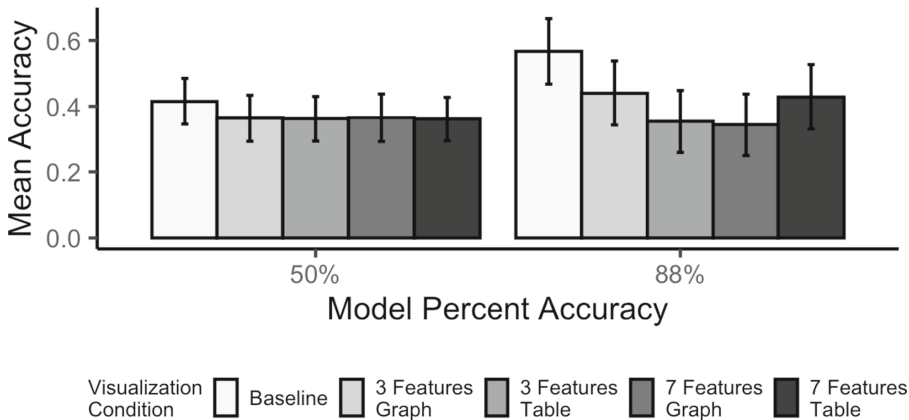 Mean Accuracy
0.6
0.4
0.2
0.0
50%
88%
Model Percent Accuracy
Visualization
Condition
Baseline
3 Features
Graph
3 Features
Table
7 Features
Graph
7 Features
Table